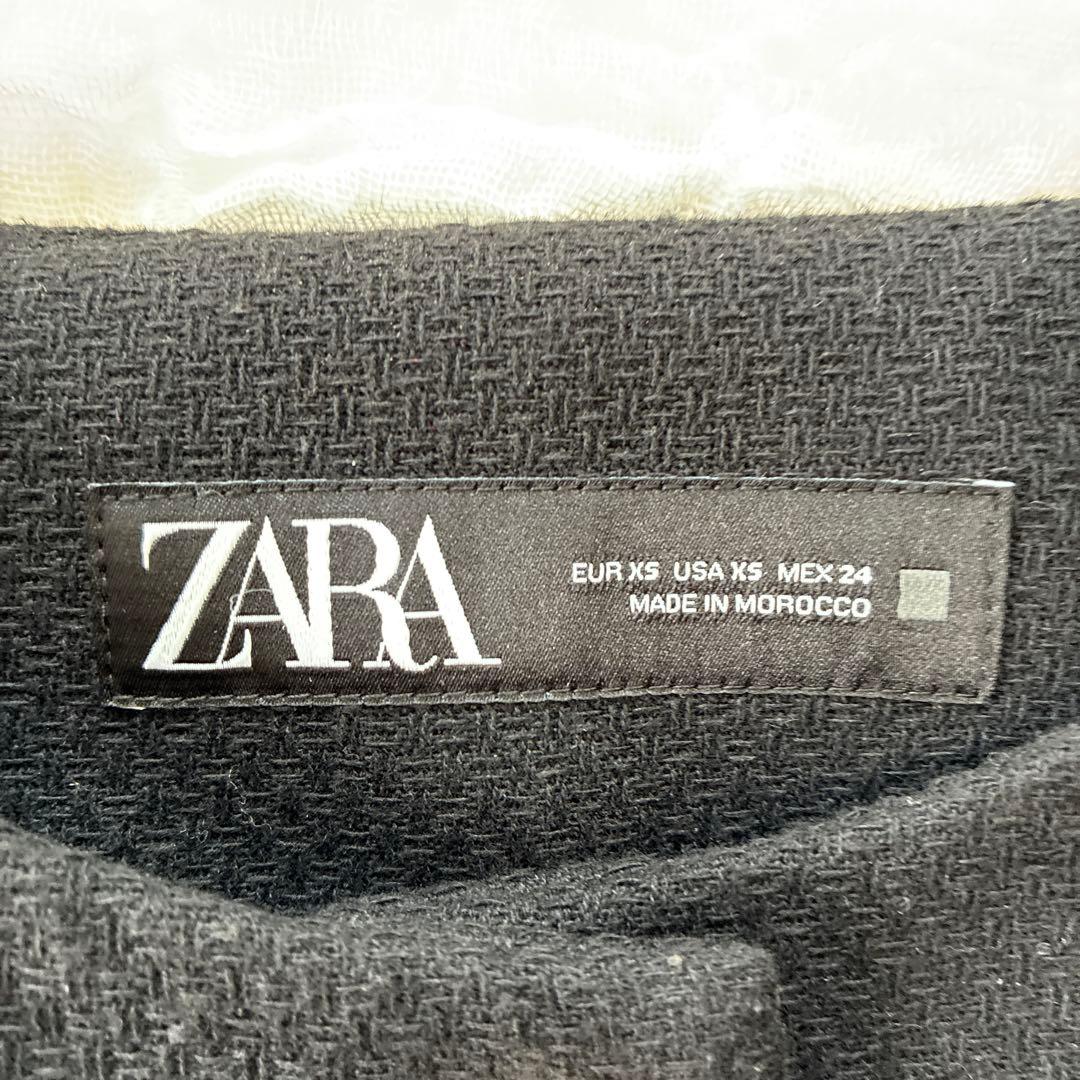 ZARA
EUR XS USA XS MEX 24
MADE IN MOROCCO